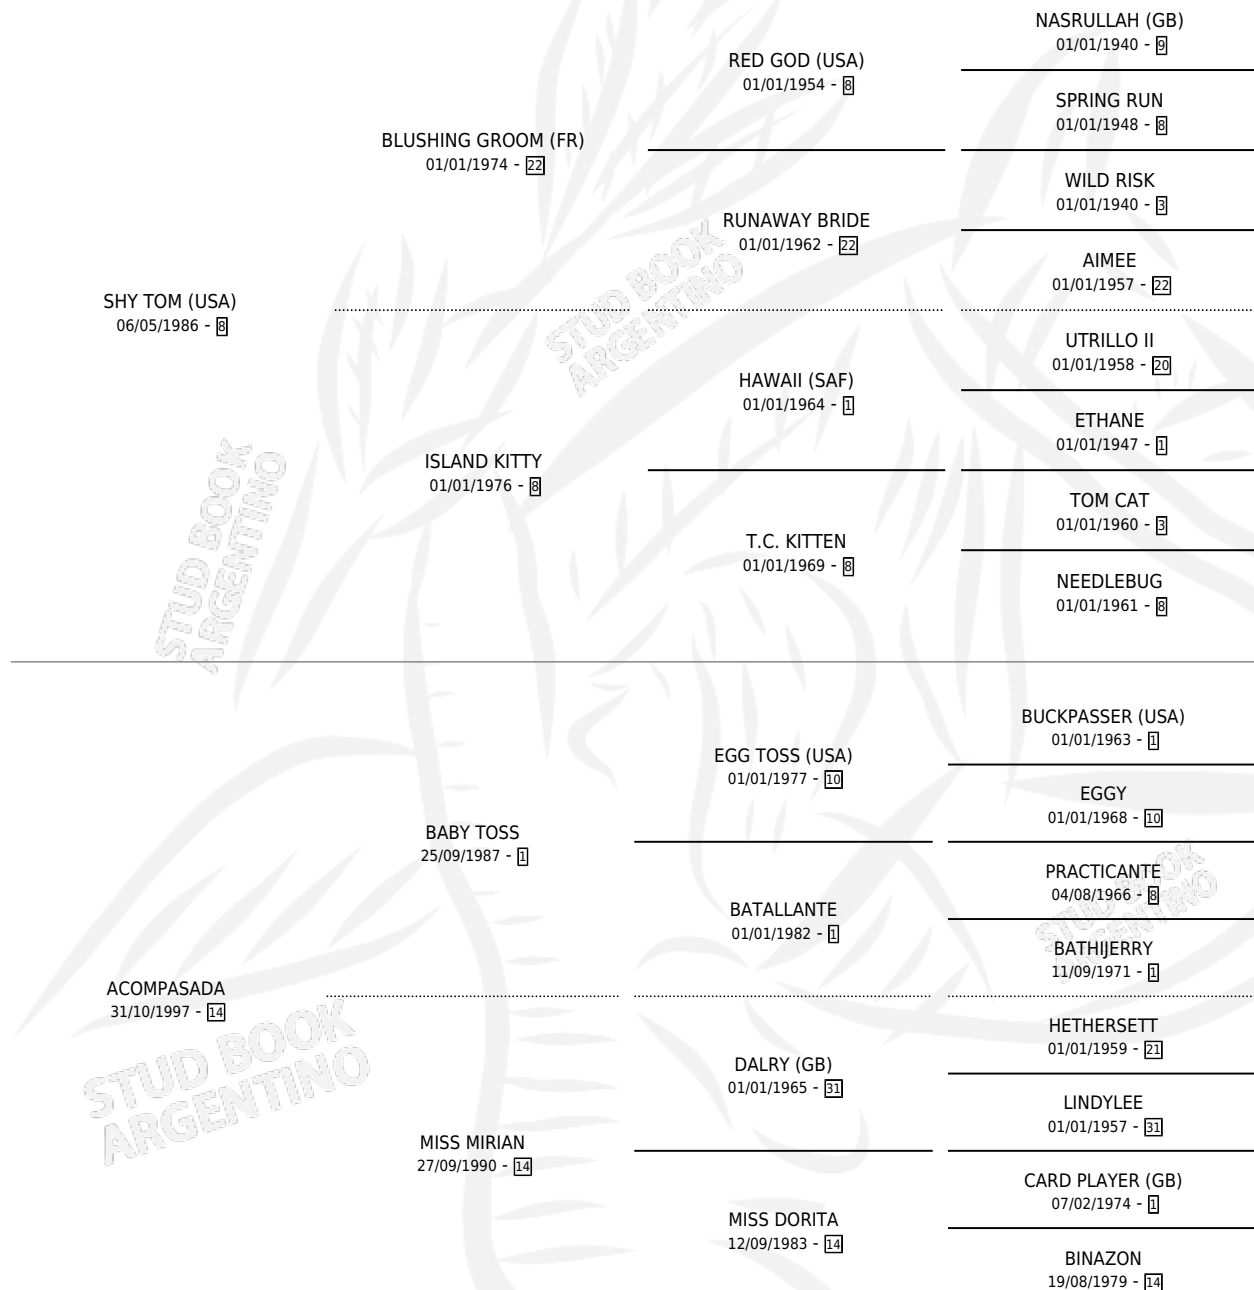 NASRULLAH (GB)
01/01/1940 - 9
RED GOD (USA)
01/01/1954 - 8
SPRING RUN
01/01/1948 - 8
BLUSHING GROOM (FR)
01/01/1974 - 22
WILD RISK
01/01/1940 - 3
RUNAWAY BRIDE
01/01/1962 - 22
AIMEE
01/01/1957 - 22
SHY TOM (USA)
06/05/1986 - 8
UTRILLO II
01/01/1958 - 20
HAWAII (SAF)
01/01/1964 - 1
ETHANE
01/01/1947 - 1
ISLAND KITTY
01/01/1976 - 8
TOM CAT
01/01/1960 - 3
T.C. KITTEN
01/01/1969 - 8
NEEDLEBUG
01/01/1961 - 8
BUCKPASSER (USA)
01/01/1963 - 1
EGG TOSS (USA)
01/01/1977 - 10
EGGY
01/01/1968 - 10
BABY TOSS
25/09/1987 - 1
PRACTICANTE
04/08/1966 - 8
BATALLANTE
01/01/1982 - 1
BATHIJERRY
11/09/1971 - 1
ACOMPASADA
31/10/1997 - 14
HETHERSETT
01/01/1959 - 21
DALRY (GB)
01/01/1965 - 31
LINDYLEE
01/01/1957 - 31
MISS MIRIAN
27/09/1990 - 14
CARD PLAYER (GB)
07/02/1974 - 1
MISS DORITA
12/09/1983 - 14
BINAZON
19/08/1979 - 14
STUD BOOK
ARGENTINO
STUD BOOK
ARGENTINO
STUD BOOK
ARGENTINO
STUD BOOK
ARGENTINO